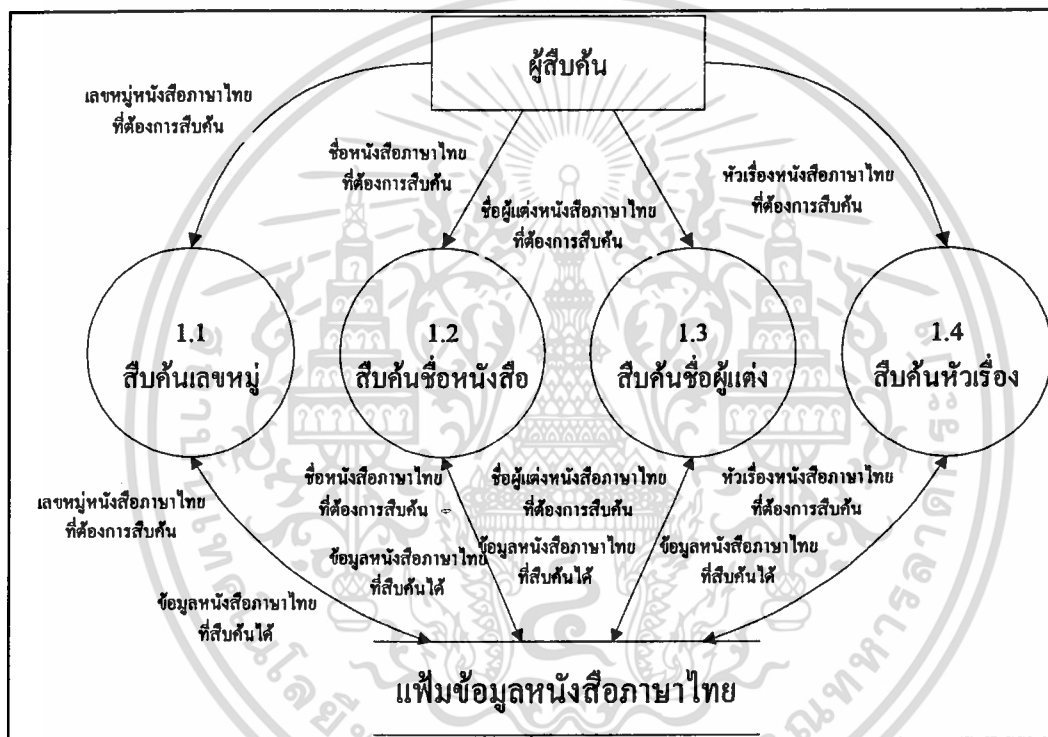 ผู้สืบค้น
เลขหมู่หนังสือภาษาไทย
ที่ต้องการสืบค้น
ชื่อหนังสือภาษาไทย
ที่ต้องการสืบค้น
ชื่อผู้แต่งหนังสือภาษาไทย
ที่ต้องการสืบค้น
หัวเรื่องหนังสือภาษาไทย
ที่ต้องการสืบค้น
1.1
สืบค้นเลขหมู่
1.2
สืบค้นชื่อหนังสือ
1.3
สืบค้นชื่อผู้แต่ง
1.4
สืบค้นหัวเรื่อง
เลขหมู่หนังสือภาษาไทย
ที่ต้องการสืบค้น
ข้อมูลหนังสือภาษาไทย
ที่สืบค้นได้
ชื่อหนังสือภาษาไทย
ที่ต้องการสืบค้น
ข้อมูลหนังสือภาษาไทย
ที่สืบค้นได้
ชื่อผู้แต่งหนังสือภาษาไทย
ที่ต้องการสืบค้น
ข้อมูลหนังสือภาษาไทย
ที่สืบค้นได้
หัวเรื่องหนังสือภาษาไทย
ที่ต้องการสืบค้น
ข้อมูลหนังสือภาษาไทย
ที่สืบค้นได้
แฟ้มข้อมูลหนังสือภาษาไทย